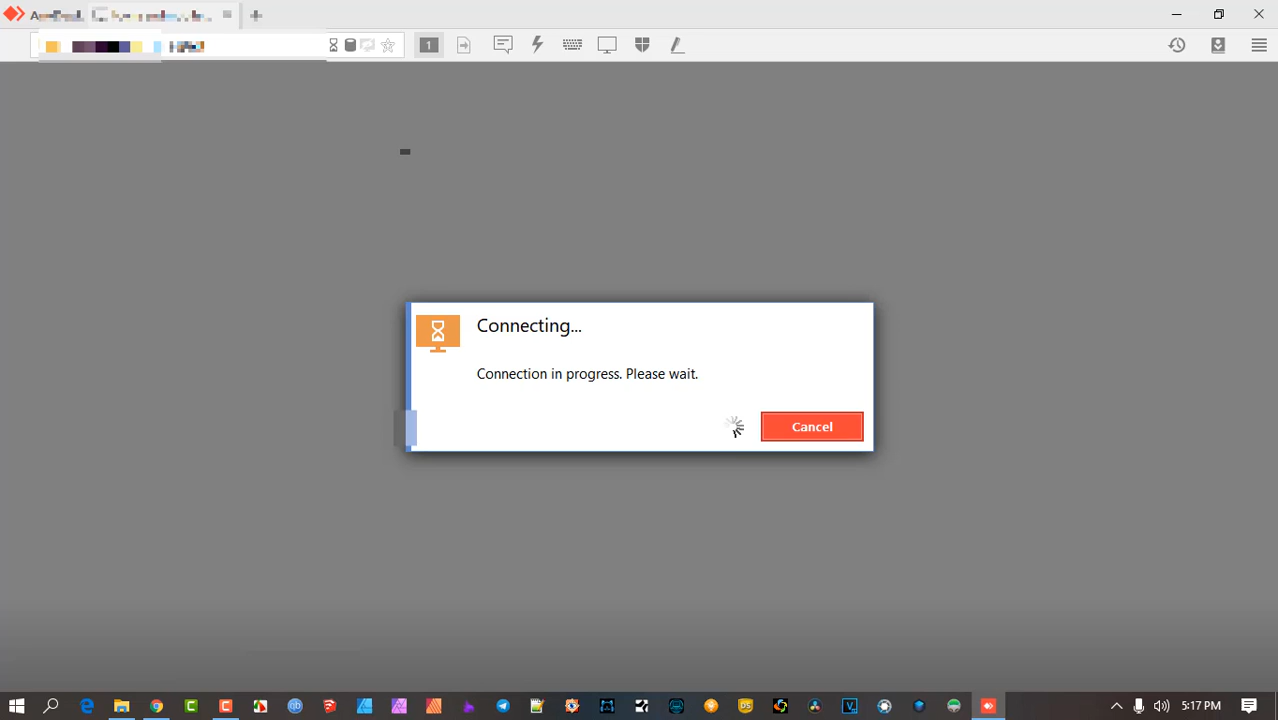 1
Connecting...
Connection in progress. Please wait.
Cancel
5:17 PM